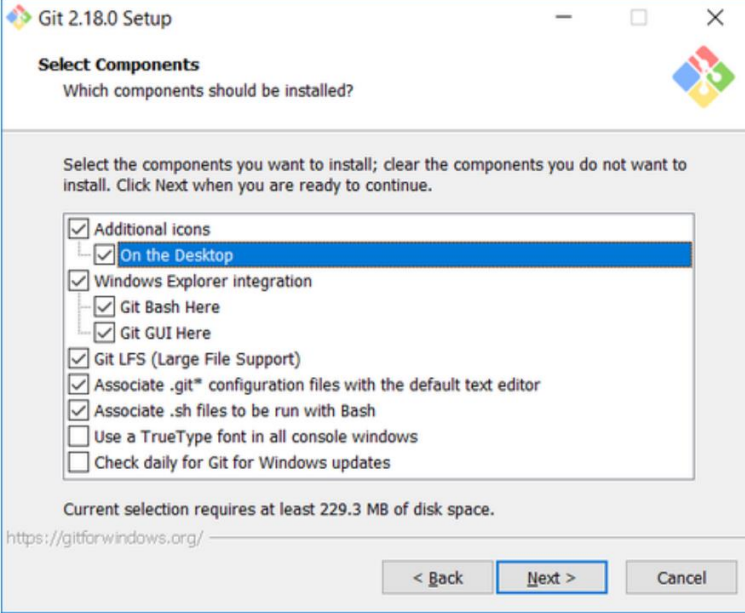 Git 2.18.0 Setup
Select Components
Which components should be installed?
Select the components you want to install; clear the components you do not want to
install. Click Next when you are ready to continue.
Additional icons
On the Desktop
Windows Explorer integration
Git Bash Here
Git GUI Here
Git LFS (Large File Support)
Associate .git* configuration files with the default text editor
Associate .sh files to be run with Bash
Use a TrueType font in all console windows
Check daily for Git for Windows updates
Current selection requires at least 229.3 MB of disk space.
https://gitforwindows.org/
< Back Next > Cancel